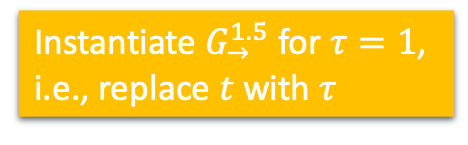 Instantiate G→^1.5 for τ = 1,
i.e., replace t with τ